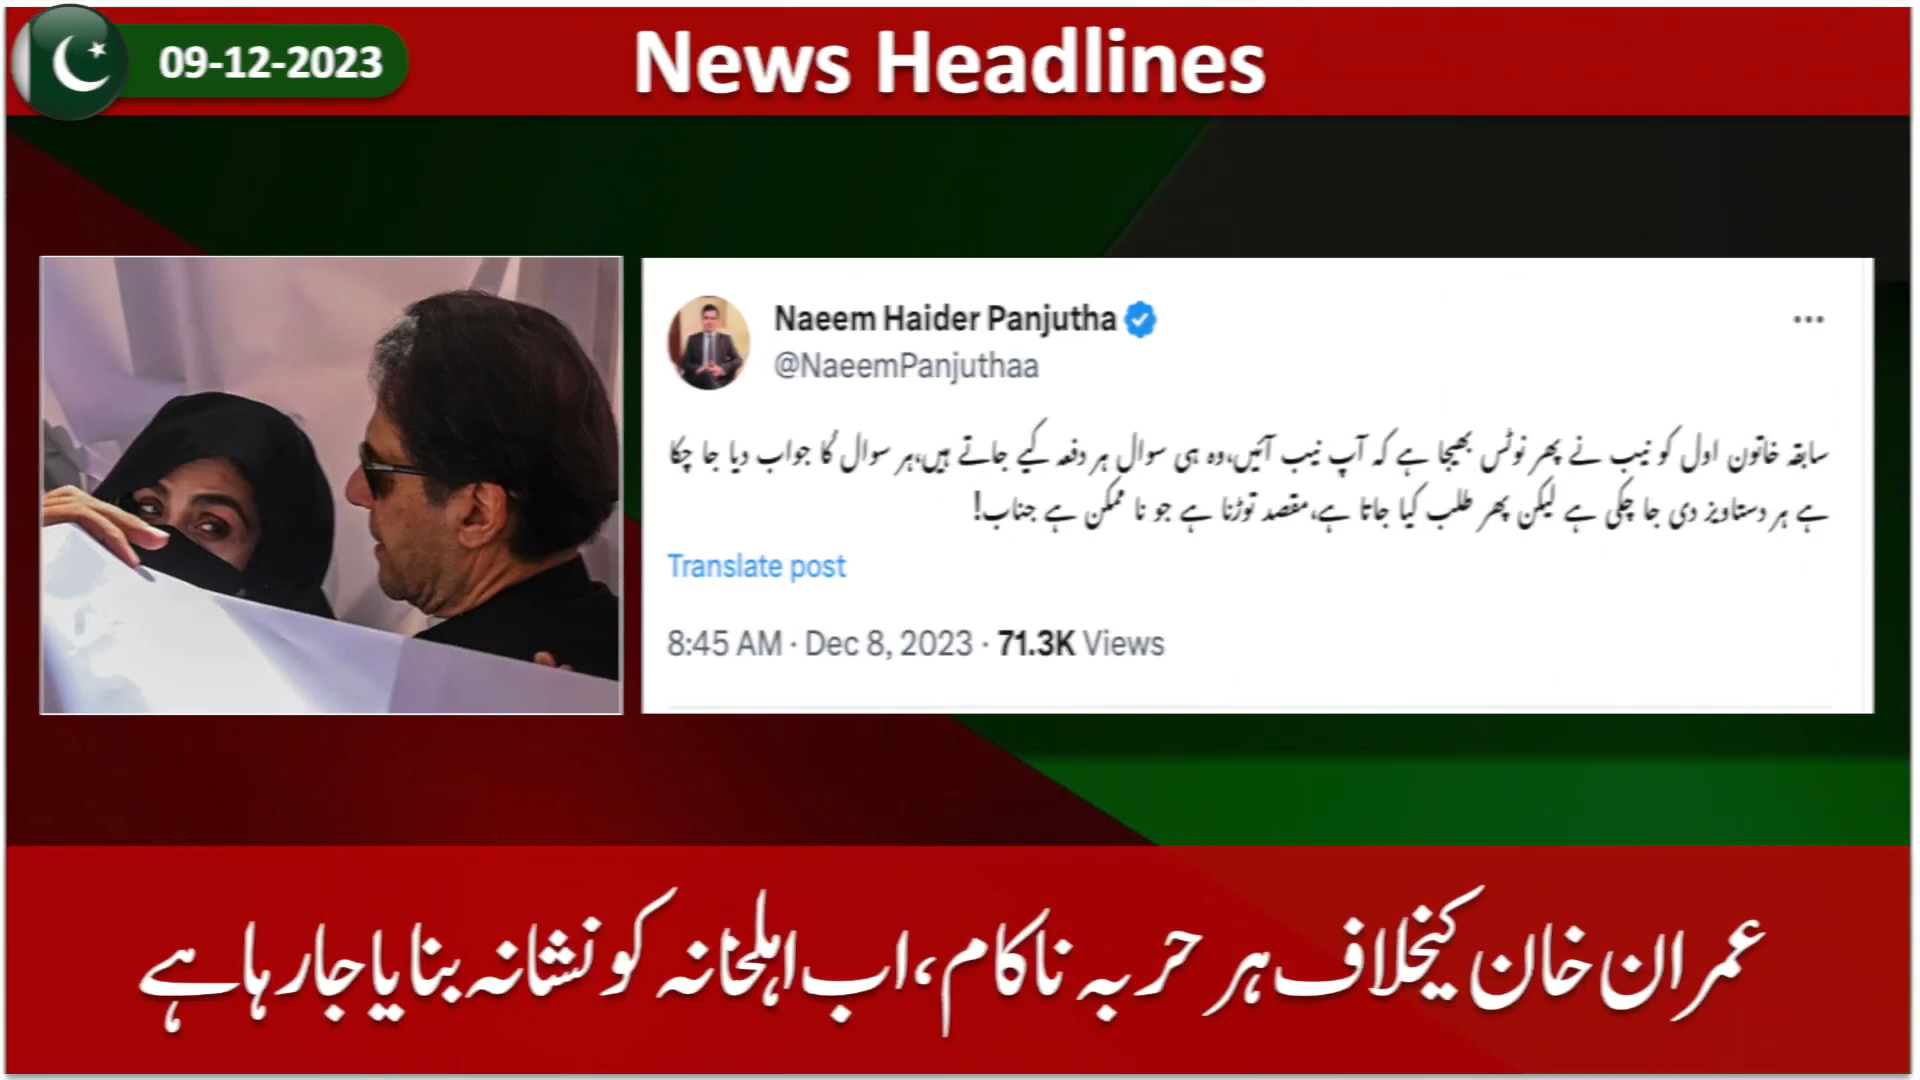 09-12-2023
News Headlines
Naeem Haider Panjutha
@NaeemPanjuthaa
سابقہ خاتون اول کو نیب نے پھر نوٹس بھیجا ہے کہ آپ نیب آئیں،وہ ہی سوال ہر دفعہ کیے جاتے ہیں،ہر سوال کا جواب دیا جا چکا
ہے ہر دستاویز دی جا چکی ہے لیکن پھر طلب کیا جاتا ہے،مقصد توڑنا ہے جو نا ممکن ہے جناب!
Translate post
8:45 AM · Dec 8, 2023 · 71.3K Views
عمران خان کیخلاف ہر حربہ ناکام، اب اہلخانہ کو نشانہ بنایا جارہا ہے